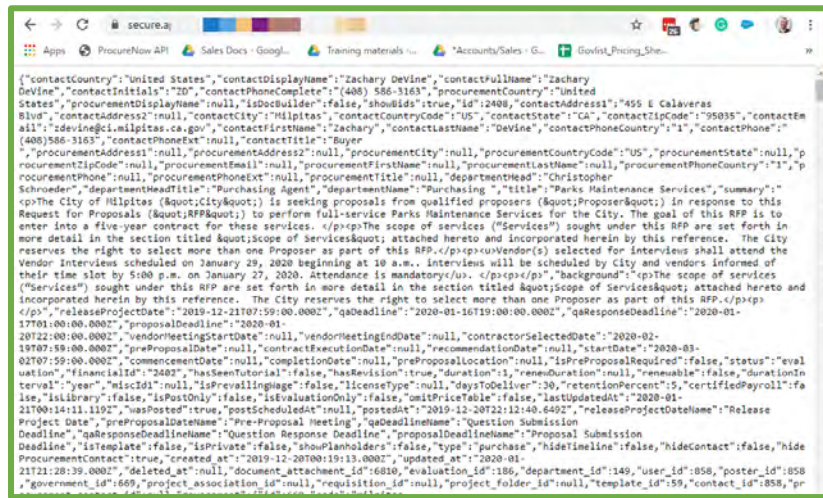 secure.a
Apps ProcureNow API Sales Docs - Googl... Training materials -... *Accounts/Sales - G... Govlist_Pricing_She... »
{"contactCountry":"United States","contactDisplayName":"Zachary DeVine","contactFullName":"Zachary
DeVine","contactInitials":"ZD","contactPhoneComplete":"(408) 586-3163","procurementCountry":"United
States","procurementDisplayName":null,"isDocBuilder":false,"showBids":true,"id":2408,"contactAddress1":"455 E Calaveras
Blvd","contactAddress2":null,"contactCity":"Milpitas","contactCountryCode":"US","contactState":"CA","contactZipCode":"95035","contactEm
ail":"zdevine@ci.milpitas.ca.gov","contactFirstName":"Zachary","contactLastName":"DeVine","contactPhoneCountry":"1","contactPhone":"
(408)586-3163","contactPhoneExt":null,"contactTitle":"Buyer
","procurementAddress1":null,"procurementAddress2":null,"procurementCity":null,"procurementCountryCode":"US","procurementState":null,"p
rocurementZipCode":null,"procurementEmail":null,"procurementFirstName":null,"procurementLastName":null,"procurementPhoneCountry":"1","p
rocurementPhone":null,"procurementPhoneExt":null,"procurementTitle":null,"departmentHead":"Christopher
Schroeder","departmentHeadTitle":"Purchasing Agent","departmentName":"Purchasing ","title":"Parks Maintenance Services","summary":"
<p>The City of Milpitas (&quot;City&quot;) is seeking proposals from qualified proposers (&quot;Proposer&quot;) in response to this
Request for Proposals (&quot;RFP&quot;) to perform full-service Parks Maintenance Services for the City. The goal of this RFP is to
enter into a five-year contract for these services. </p><p>The scope of services ("Services") sought under this RFP are set forth in
more detail in the section titled &quot;Scope of Services&quot; attached hereto and incorporated herein by this reference.  The City
reserves the right to select more than one Proposer as part of this RFP.</p><p><u>Vendor(s) selected for interviews shall attend the
Vendor Interviews scheduled on January 29, 2020 beginning at 10 a.m. interviews will be scheduled by City and vendors informed of
their time slot by 5:00 p.m. on January 27, 2020. Attendance is mandatory</u>. </p><p></p>","background":"<p>The scope of services
("Services") sought under this RFP are set forth in more detail in the section titled &quot;Scope of Services&quot; attached hereto and
incorporated herein by this reference.  The City reserves the right to select more than one Proposer as part of this RFP.</p><p>
</p>","releaseProjectDate":"2019-12-21T07:59:00.000Z","qaDeadline":"2020-01-16T19:00:00.000Z","qaResponseDeadline":"2020-01-
17T01:00:00.000Z","proposalDeadline":"2020-01-
20T22:00:00.000Z","vendorMeetingStartDate":null,"vendorMeetingEndDate":null,"contractorSelectedDate":"2020-02-
19T07:59:00.000Z","preProposalDate":null,"contractExecutionDate":null,"recommendationDate":null,"startDate":"2020-03-
02T07:59:00.000Z","commencementDate":null,"completionDate":null,"preProposalLocation":null,"isPreProposalRequired":false,"status":"eval
uation","financialId":"2402","hasSeenTutorial":false,"hasRevision":true,"duration":1,"renewDuration":null,"renewable":false,"durationIn
terval":"year","miscId1":null,"isPrevailingWage":false,"licenseType":null,"daysToDeliver":30,"retentionPercent":5,"certifiedPayroll":fa
lse,"isLibrary":false,"isPostOnly":false,"isEvaluationOnly":false,"omitPriceTable":false,"lastUpdatedAt":"2020-01-
21T00:14:11.119Z","wasPosted":true,"postScheduledAt":null,"postedAt":"2019-12-20T22:12:40.649Z","releaseProjectDateName":"Release
Project Date","preProposalDateName":"Pre-Proposal Meeting","qaDeadlineName":"Question Submission
Deadline","qaResponseDeadlineName":"Question Response Deadline","proposalDeadlineName":"Proposal Submission
Deadline","isTemplate":false,"isPrivate":false,"showPlanholders":false,"type":"purchase","hideTimeline":false,"hideContact":false,"hide
ProcurementContact":true,"created_at":"2019-12-20T00:19:13.000Z","updated_at":"2020-01-
21T21:28:39.000Z","deleted_at":null,"document_attachment_id":6810,"evaluation_id":186,"department_id":149,"user_id":858,"poster_id":858
,"government_id":669,"project_association_id":null,"requisition_id":null,"project_folder_id":null,"template_id":59,"contact_id":858,"pr